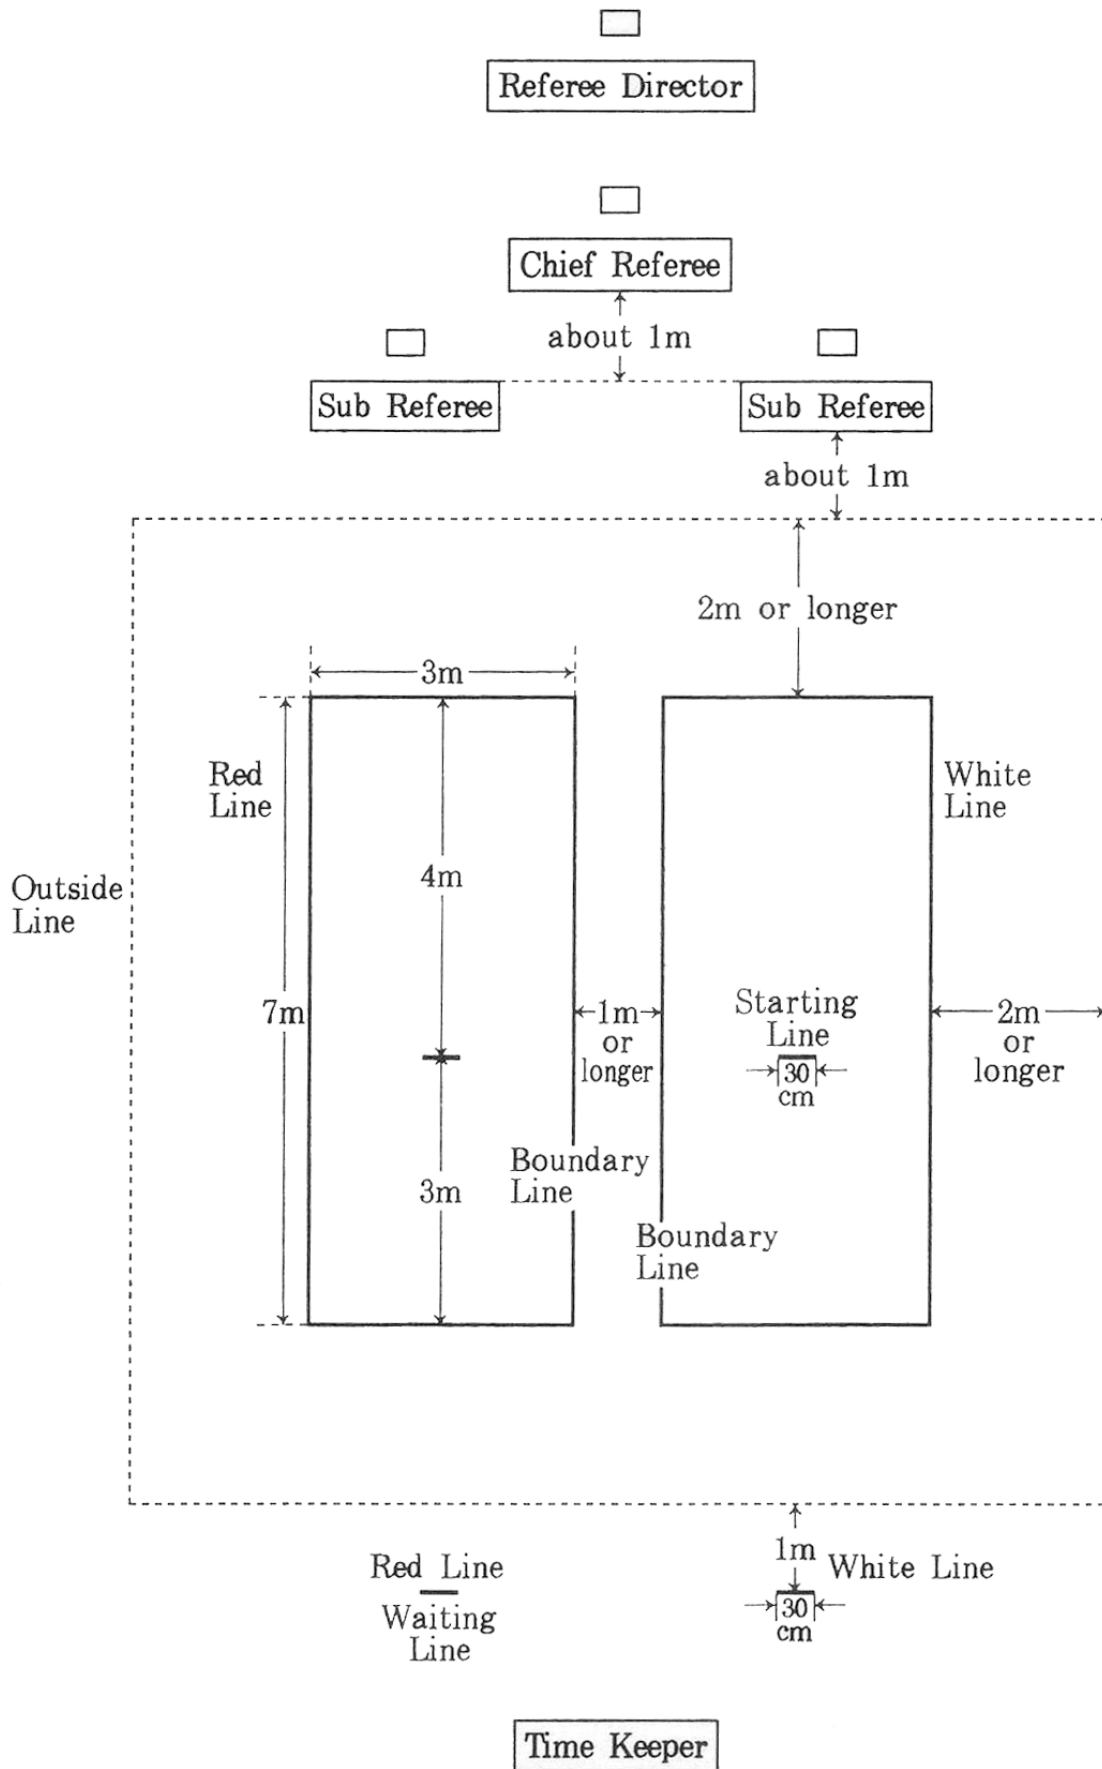 Referee Director
Chief Referee
about 1m
Sub Referee
Sub Referee
about 1m
2m or longer
3m
Red
Line
White
Line
4m
Outside
Line
7m
1m
or
longer
Starting
Line
30
cm
2m
or
longer
Boundary
Line
3m
Boundary
Line
1m
Red Line
White Line
Waiting
Line
30
cm
Time Keeper